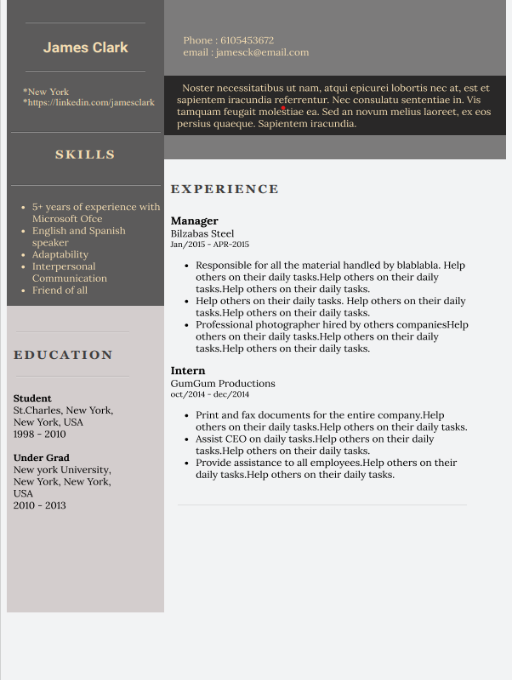 James Clark
*New York
*https://linkedin.com/jamesclark
SKILLS
5+ years of experience with
Microsoft Ofce
English and Spanish
speaker
Adaptability
Interpersonal
Communication
Friend of all
EDUCATION
Student
St.Charles, New York,
New York, USA
1998 - 2010
Under Grad
New york University,
New York, New York,
USA
2010 - 2013
Phone : 6105453672
email : jamesck@email.com
Noster necessitatibus ut nam, atqui epicurei lobortis nec at, est et
sapientem iracundia referrentur. Nec consulatu sententiae in. Vis
tamquam feugait molestiae ea. Sed an novum melius laoreet, ex eos
persius quaeque. Sapientem iracundia.
EXPERIENCE
Manager
Bilzabas Steel
Jan/2015 - APR-2015
Responsible for all the material handled by blablabla. Help
others on their daily tasks.Help others on their daily
tasks.Help others on their daily tasks.
Help others on their daily tasks. Help others on their daily
tasks.Help others on their daily tasks.
Professional photographer hired by others companiesHelp
others on their daily tasks.Help others on their daily
tasks.Help others on their daily tasks.
Intern
GumGum Productions
oct/2014 - dec/2014
Print and fax documents for the entire company.Help
others on their daily tasks.Help others on their daily tasks.
Assist CEO on daily tasks.Help others on their daily
tasks.Help others on their daily tasks.
Provide assistance to all employees.Help others on their
daily tasks.Help others on their daily tasks.